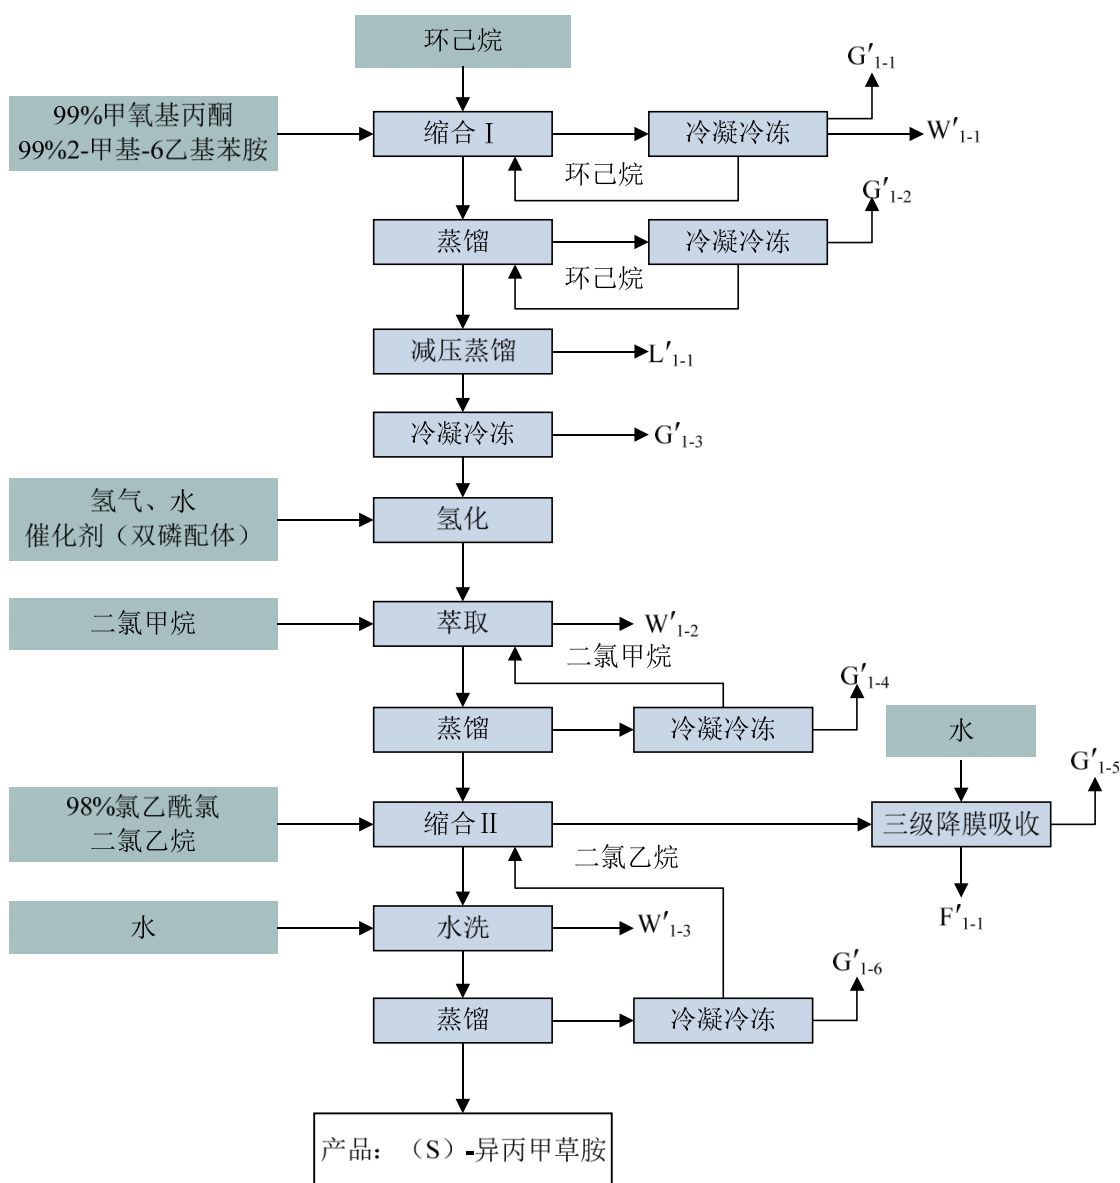 环己烷
G′1-1
99%甲氧基丙酮
99%2-甲基-6乙基苯胺
缩合Ⅰ
冷凝冷冻
W′1-1
环己烷
G′1-2
蒸馏
冷凝冷冻
环己烷
减压蒸馏
L′1-1
冷凝冷冻
G′1-3
氢气、水
催化剂（双磷配体）
氢化
二氯甲烷
萃取
W′1-2
二氯甲烷
G′1-4
蒸馏
冷凝冷冻
水
G′1-5
98%氯乙酰氯
二氯乙烷
缩合Ⅱ
三级降膜吸收
二氯乙烷
水
水洗
W′1-3
F′1-1
G′1-6
蒸馏
冷凝冷冻
产品：（S）-异丙甲草胺